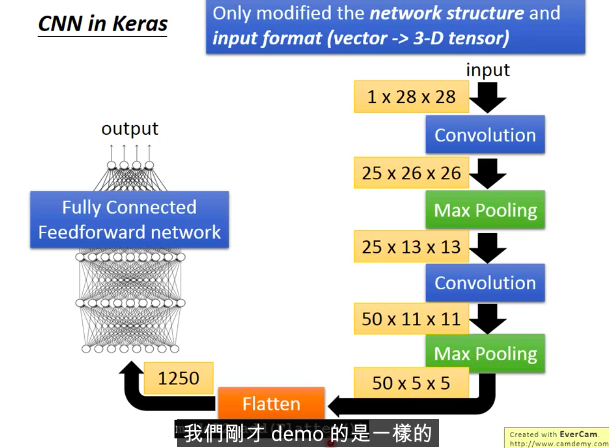 CNN in Keras
Only modified the network structure and
input format (vector -> 3-D tensor)
input
1 x 28 x 28
Convolution
25 x 26 x 26
Max Pooling
25 x 13 x 13
Convolution
50 x 11 x 11
Max Pooling
50 x 5 x 5
Flatten
1250
Fully Connected
Feedforward network
output
我們剛才 demo 的是一樣的
Created with EverCam.
http://www.camdemy.com